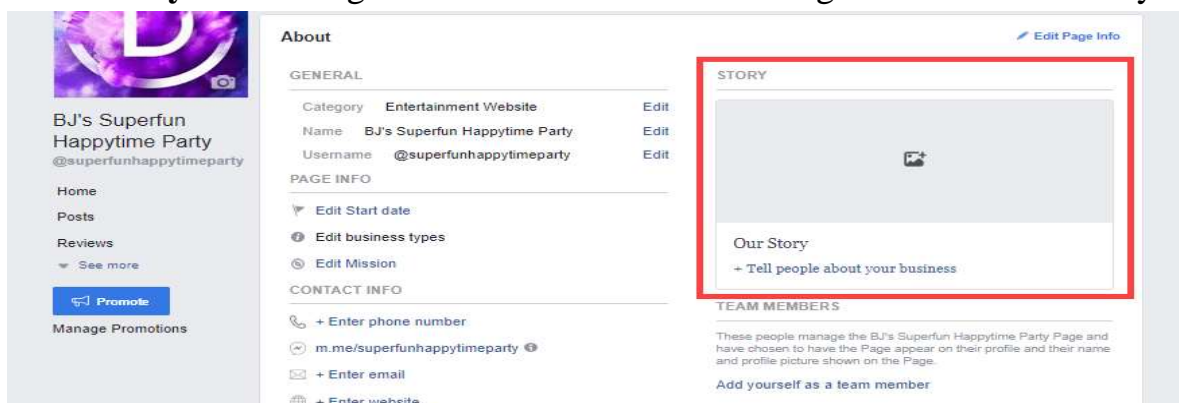 About
Edit Page Info
BJ's Superfun
Happytime Party
@superfunhappytimeparty
Home
Posts
Reviews
See more
Promote
Manage Promotions
GENERAL
Category Entertainment Website Edit
Name BJ's Superfun Happytime Party Edit
Username @superfunhappytimeparty Edit
PAGE INFO
Edit Start date
Edit business types
Edit Mission
CONTACT INFO
+ Enter phone number
m.me/superfunhappytimeparty
+ Enter email
+ Enter website
STORY
Our Story
+ Tell people about your business
TEAM MEMBERS
These people manage the BJ's Superfun Happytime Party Page and
have chosen to have the Page appear on their profile and their name
and profile picture shown on the Page.
Add yourself as a team member